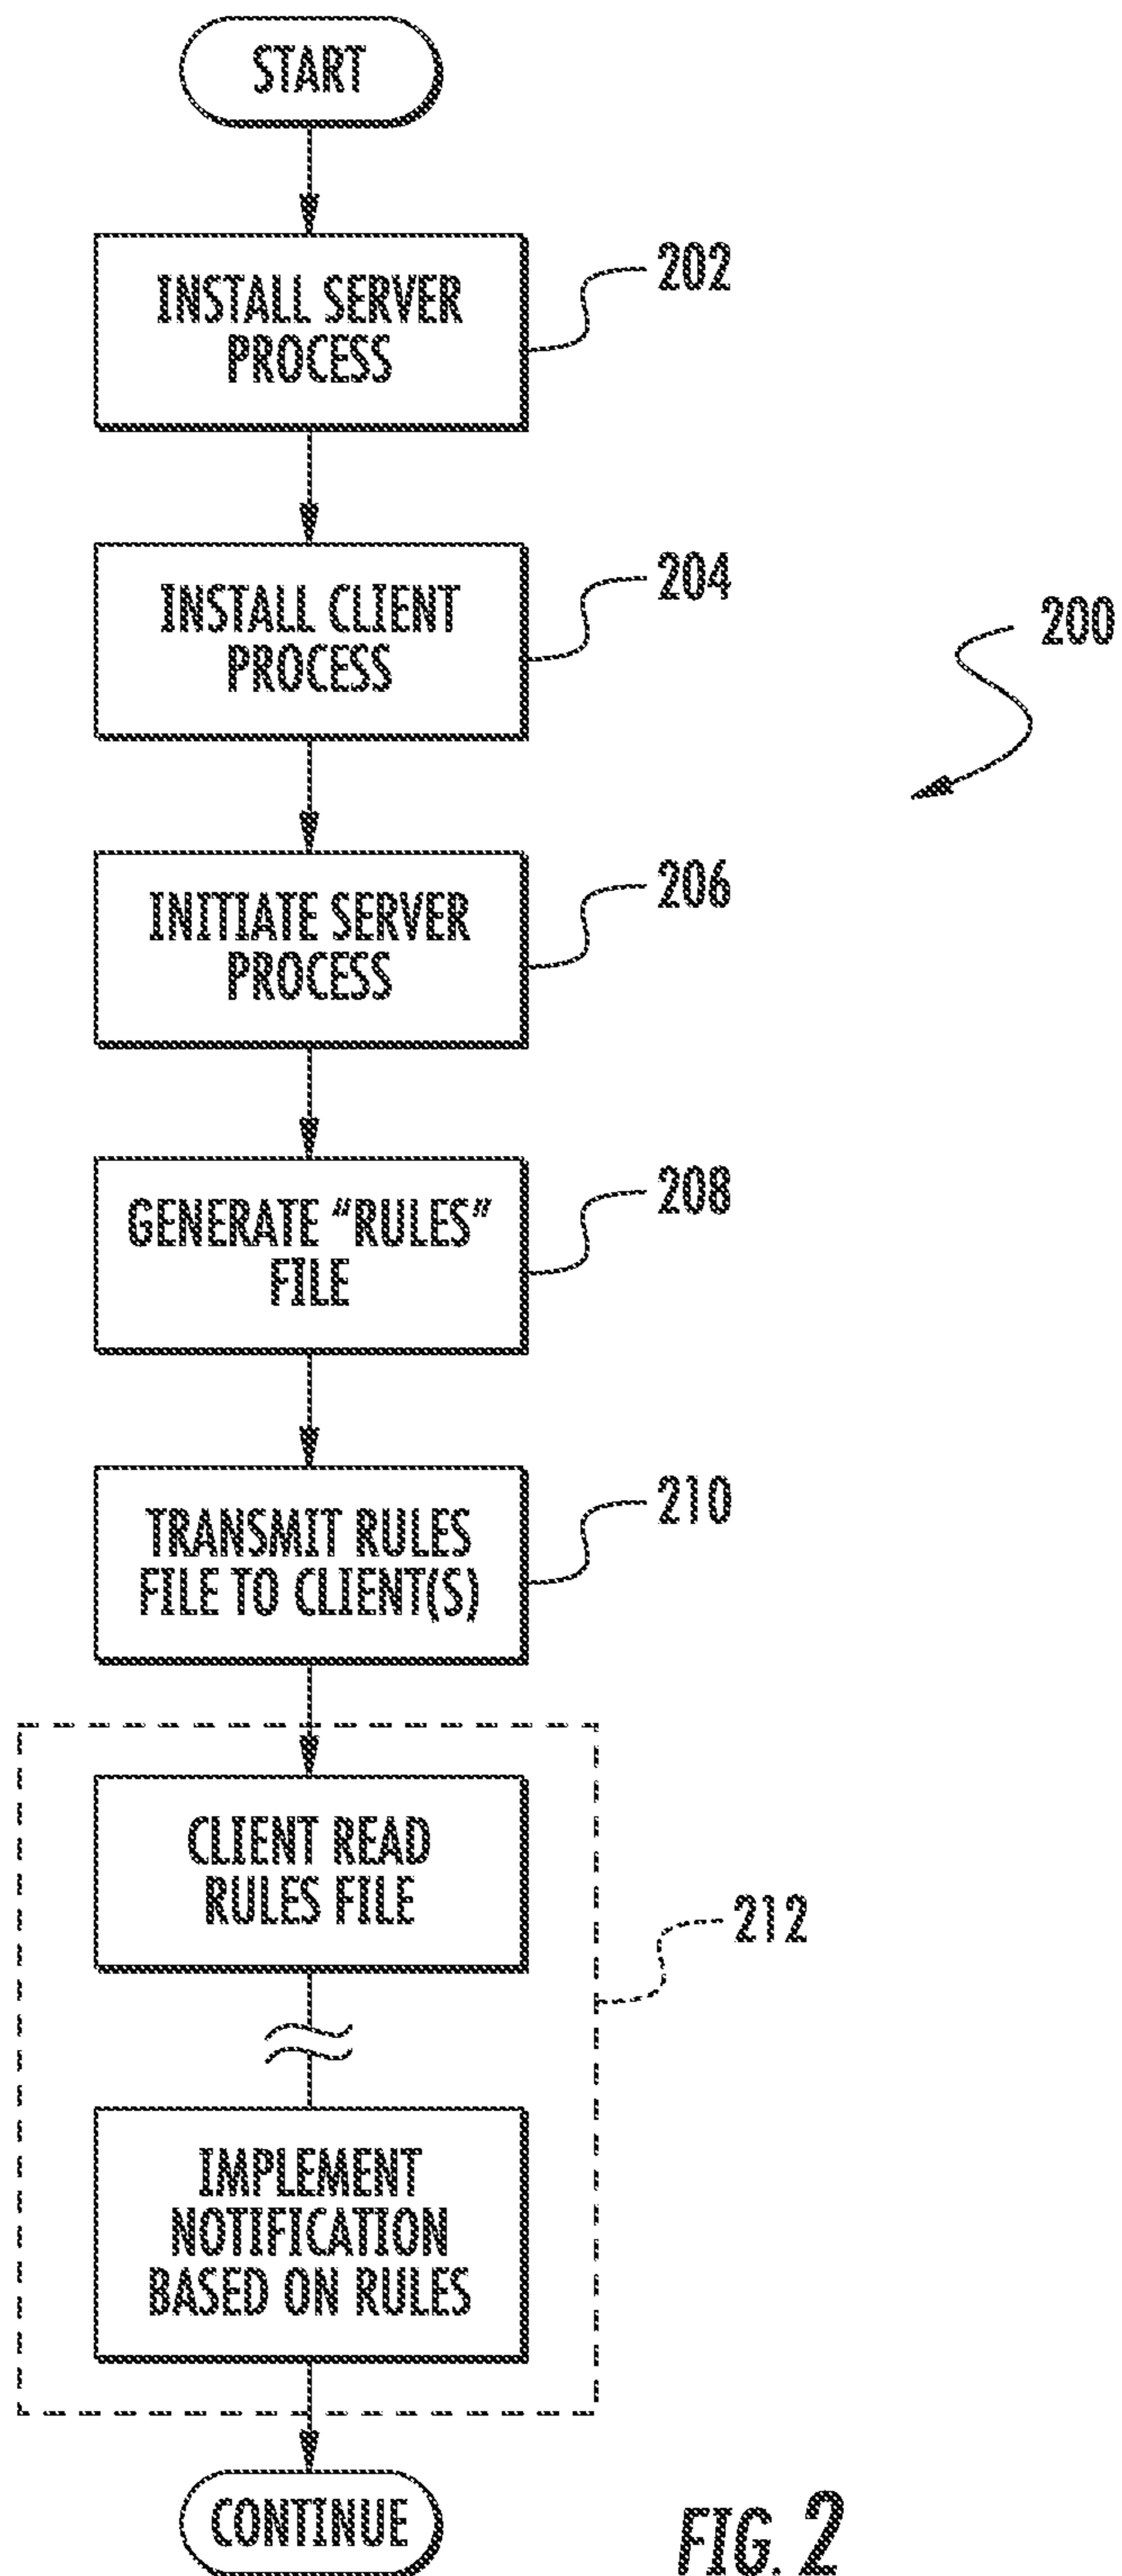 START
INSTALL SERVER
PROCESS
202
INSTALL CLIENT
PROCESS
204
200
INITIATE SERVER
PROCESS
206
GENERATE “RULES”
FILE
208
TRANSMIT RULES
FILE TO CLIENT(S)
210
CLIENT READ
RULES FILE
212
IMPLEMENT
NOTIFICATION
BASED ON RULES
CONTINUE
FIG. 2